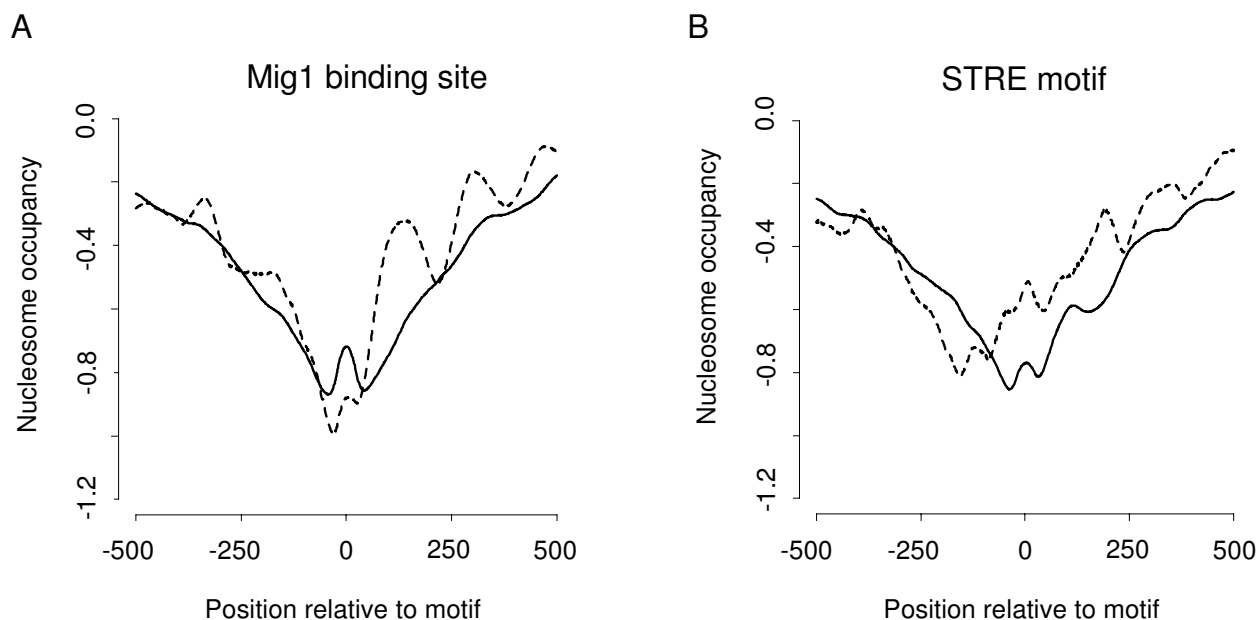 A
Mig1 binding site
Nucleosome occupancy
0.0
-0.4
-0.8
-1.2
-500
-250
0
250
500
Position relative to motif
B
STRE motif
Nucleosome occupancy
0.0
-0.4
-0.8
-1.2
-500
-250
0
250
500
Position relative to motif